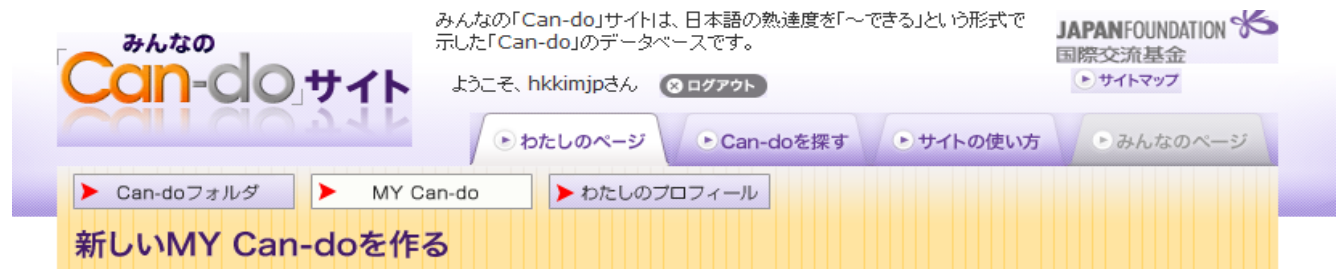 みんなの「Can-do」サイトは、日本語の熟達度を「～できる」という形式で
示した「Can-do」のデータベースです。
「みんなの
Can-do」サイト
JAPANFOUNDATION
国際交流基金
サイトマップ
ようこそ、hkkimjpさん ログアウト
わたしのページ Can-doを探す サイトの使い方 みんなのページ
Can-doフォルダ MY Can-do わたしのプロフィール
新しいMY Can-doを作る